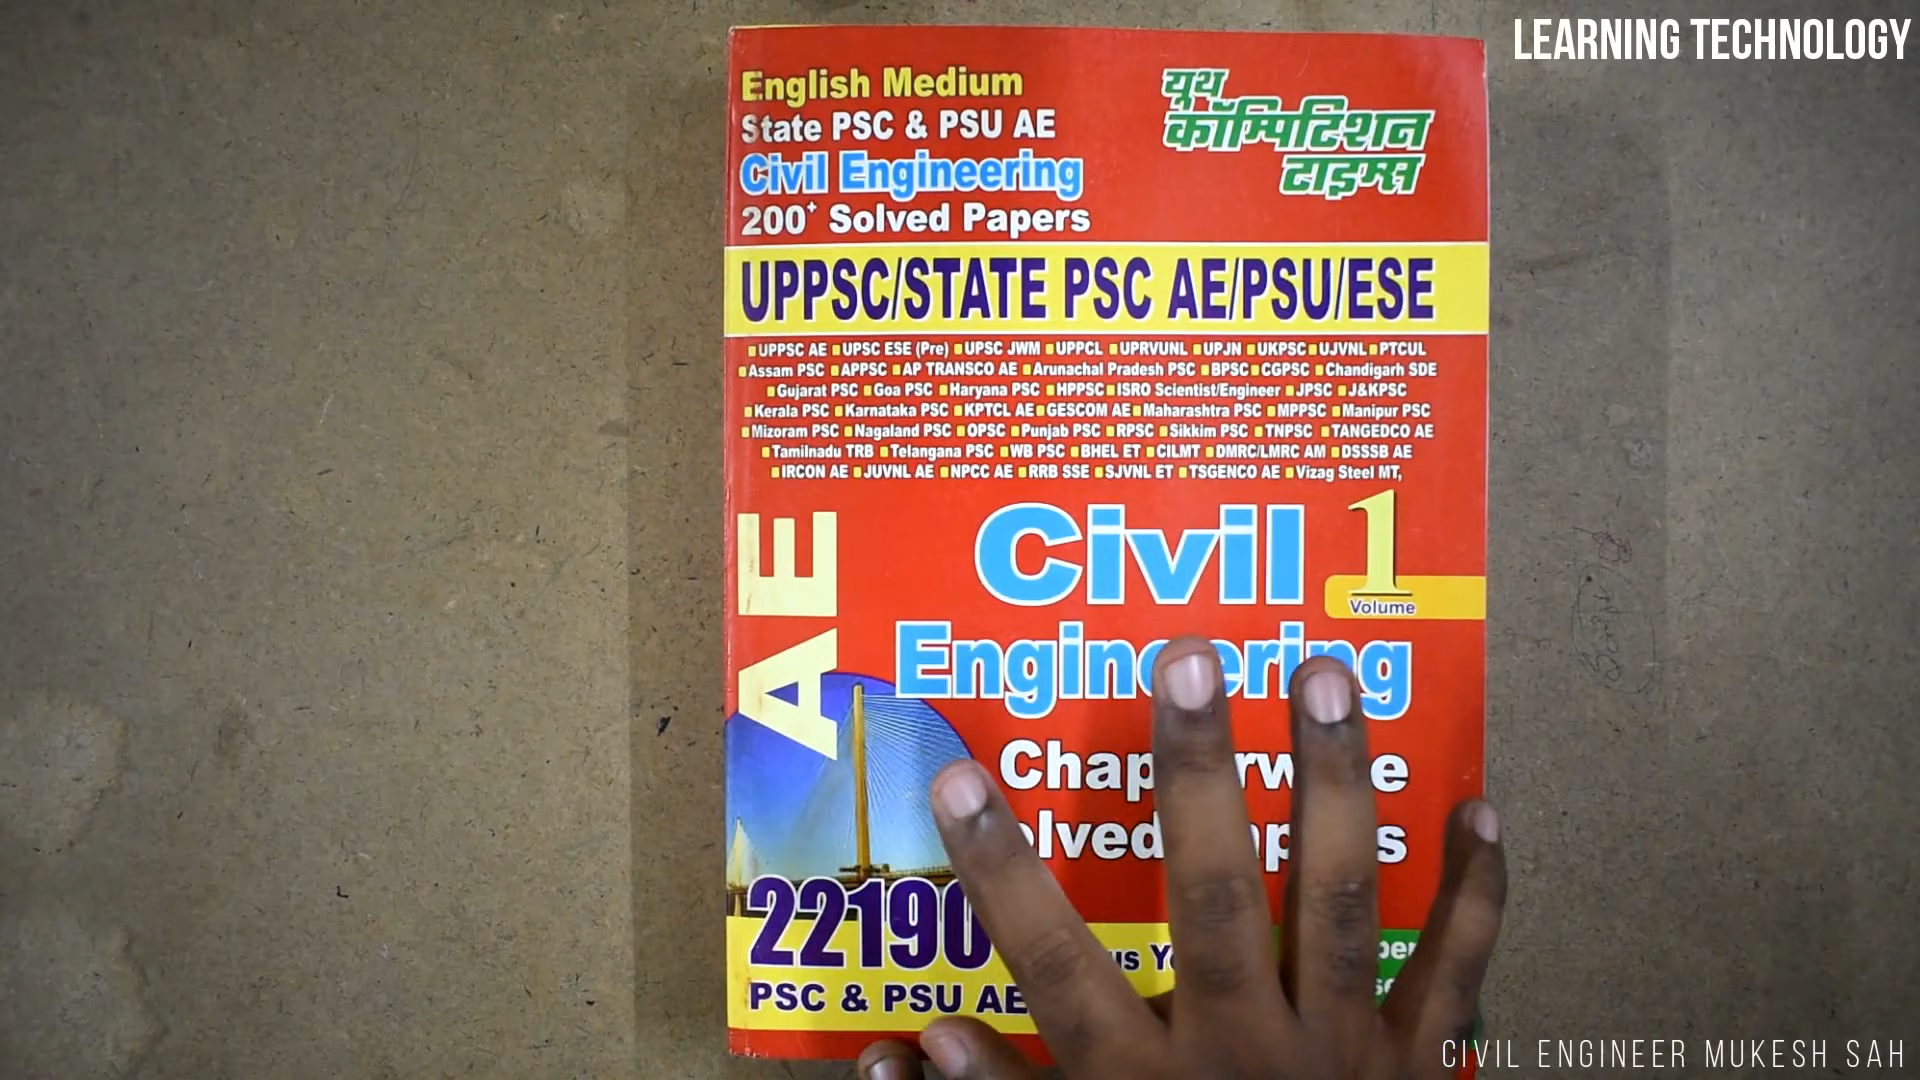 LEARNING TECHNOLOGY
English Medium
State PSC & PSU AE
Civil Engineering
200+ Solved Papers
यूथ
कॉम्पिटिशन
टाइम्स
UPPSC/STATE PSC AE/PSU/ESE
■UPPSC AE ■UPSC ESE (Pre) ■UPSC JWM ■UPPCL ■UPRVUNL ■UPJN ■UKPSC ■UJVNL ■PTCUL
■Assam PSC ■APPSC ■AP TRANSCO AE ■Arunachal Pradesh PSC ■BPSC ■CGPSC ■Chandigarh SDE
■Gujarat PSC ■Goa PSC ■Haryana PSC ■HPPSC ■ISRO Scientist/Engineer ■JPSC ■J&KPSC
■Kerala PSC ■Karnataka PSC ■KPTCL AE ■GESCOM AE ■Maharashtra PSC ■MPPSC ■Manipur PSC
■Mizoram PSC ■Nagaland PSC ■OPSC ■Punjab PSC ■RPSC ■Sikkim PSC ■TNPSC ■TANGEDCO AE
■Tamilnadu TRB ■Telangana PSC ■WB PSC ■BHEL ET ■CILMT ■DMRC/LMRC AM ■DSSSB AE
■IRCON AE ■JUVNL AE ■NPCC AE ■RRB SSE ■SJVNL ET ■TSGENCO AE ■Vizag Steel MT,
AE
Civil
1
Volume
Engineering
22190
PSC & PSU AE
CIVIL ENGINEER MUKESH SAH